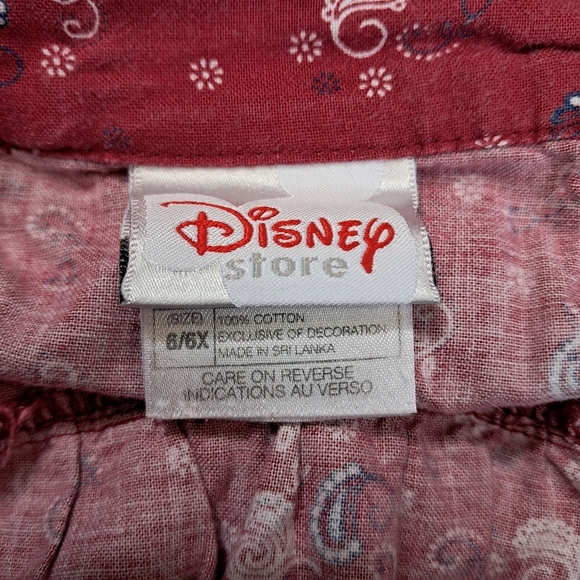 Disney
store
(SIZE)
6/6X
100% COTTON
EXCLUSIVE OF DECORATION
MADE IN SRI LANKA
CARE ON REVERSE
INDICATIONS AU VERSO